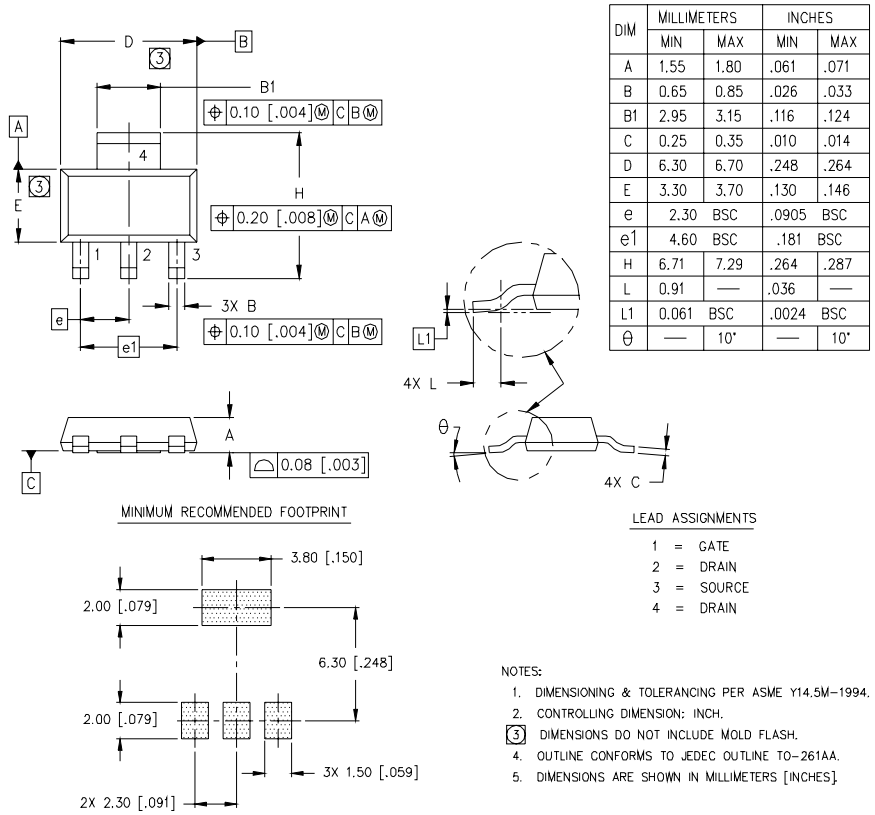 D
B
3
B1
⌖ 0.10 [.004]Ⓜ C BⓂ
A
4
3
E
H
⌖ 0.20 [.008]Ⓜ C AⓂ
1 2 3
3X B
e
⌖ 0.10 [.004]Ⓜ C BⓂ
e1
DIM MILLIMETERS INCHES
MIN MAX MIN MAX
A 1.55 1.80 .061 .071
B 0.65 0.85 .026 .033
B1 2.95 3.15 .116 .124
C 0.25 0.35 .010 .014
D 6.30 6.70 .248 .264
E 3.30 3.70 .130 .146
e 2.30 BSC .0905 BSC
e1 4.60 BSC .181 BSC
H 6.71 7.29 .264 .287
L 0.91 — .036 —
L1 0.061 BSC .0024 BSC
θ — 10° — 10°
L1
4X L
θ
4X C
A
C
⌓ 0.08 [.003]
MINIMUM RECOMMENDED FOOTPRINT
3.80 [.150]
2.00 [.079]
6.30 [.248]
2.00 [.079]
3X 1.50 [.059]
2X 2.30 [.091]
LEAD ASSIGNMENTS
1 = GATE
2 = DRAIN
3 = SOURCE
4 = DRAIN
NOTES:
1. DIMENSIONING & TOLERANCING PER ASME Y14.5M-1994.
2. CONTROLLING DIMENSION: INCH.
3 DIMENSIONS DO NOT INCLUDE MOLD FLASH.
4. OUTLINE CONFORMS TO JEDEC OUTLINE TO-261AA.
5. DIMENSIONS ARE SHOWN IN MILLIMETERS [INCHES].